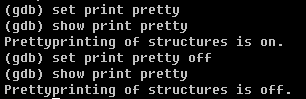 (gdb) set print pretty
(gdb) show print pretty
Prettyprinting of structures is on.
(gdb) set print pretty off
(gdb) show print pretty
Prettyprinting of structures is off.